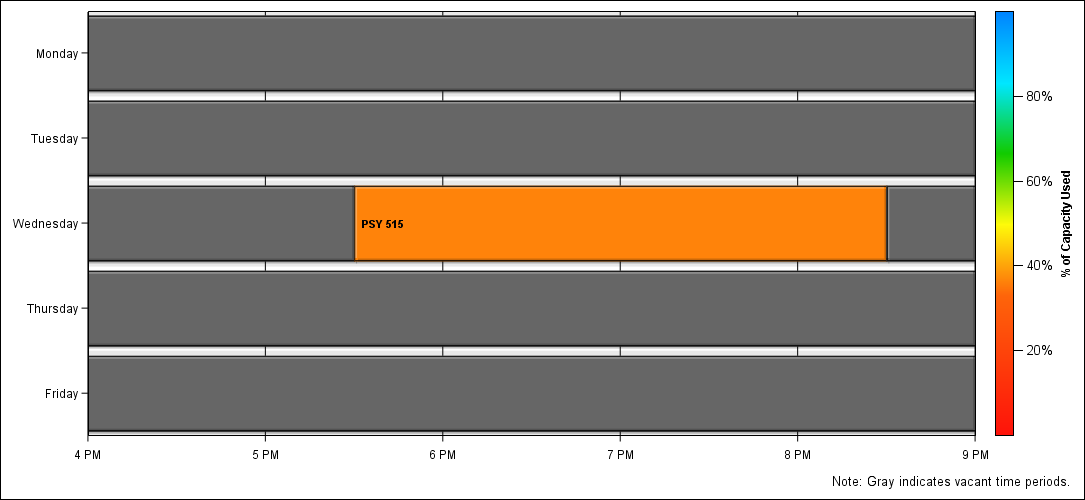 Monday
Tuesday
Wednesday
Thursday
Friday
PSY 515
4 PM
5 PM
6 PM
7 PM
8 PM
9 PM
80%
60%
40%
20%
% of Capacity Used
Note: Gray indicates vacant time periods.